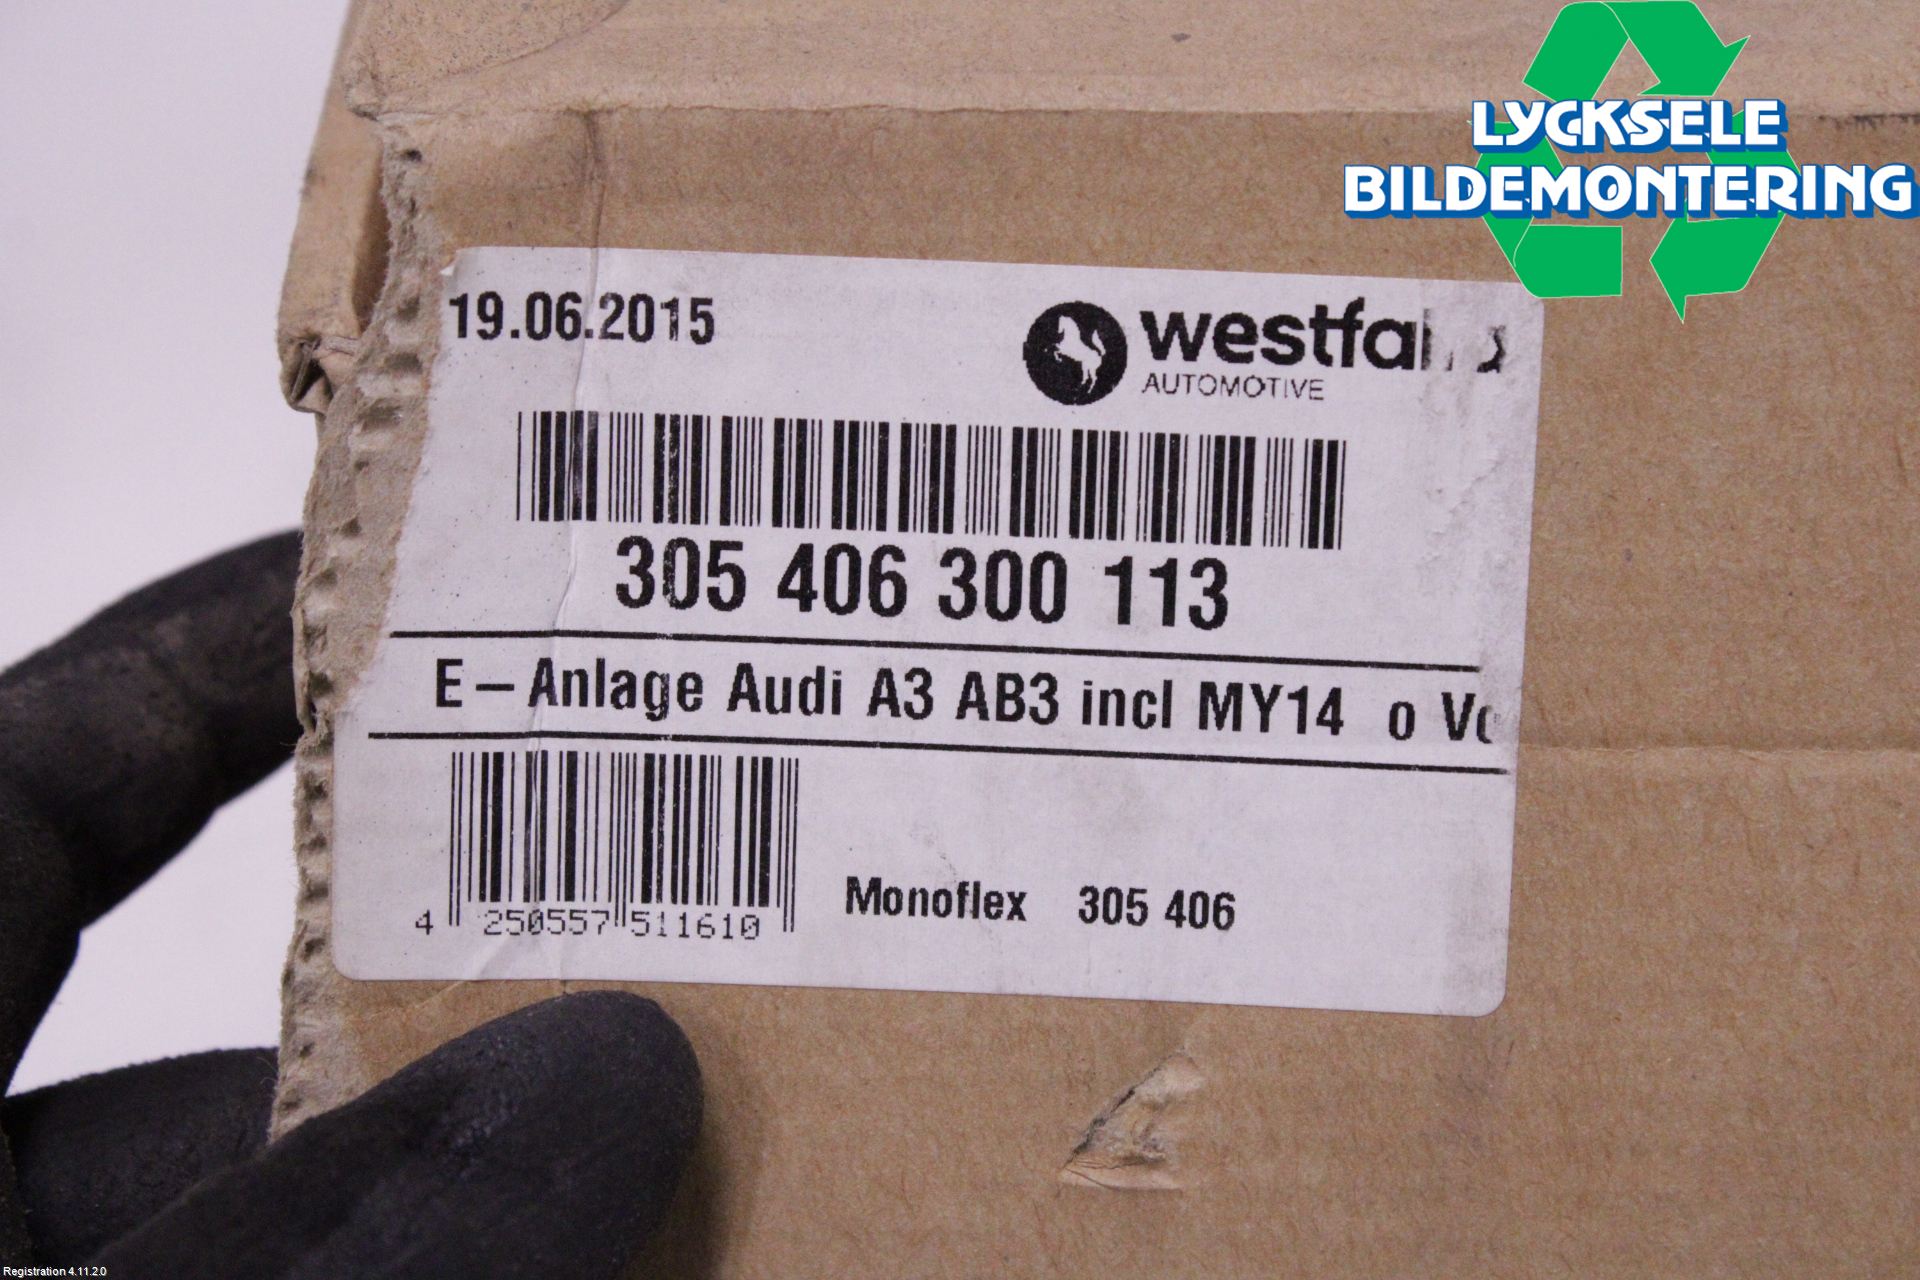 LYCKSELE
BILDEMONTERING
19.06.2015
AUTOMOTIVE
305 406 300 113
E-Anlage Audi A3 AB3 incl MY14 o
4 250557 511610
Monoflex 305 406
Registration 4.11.2.0